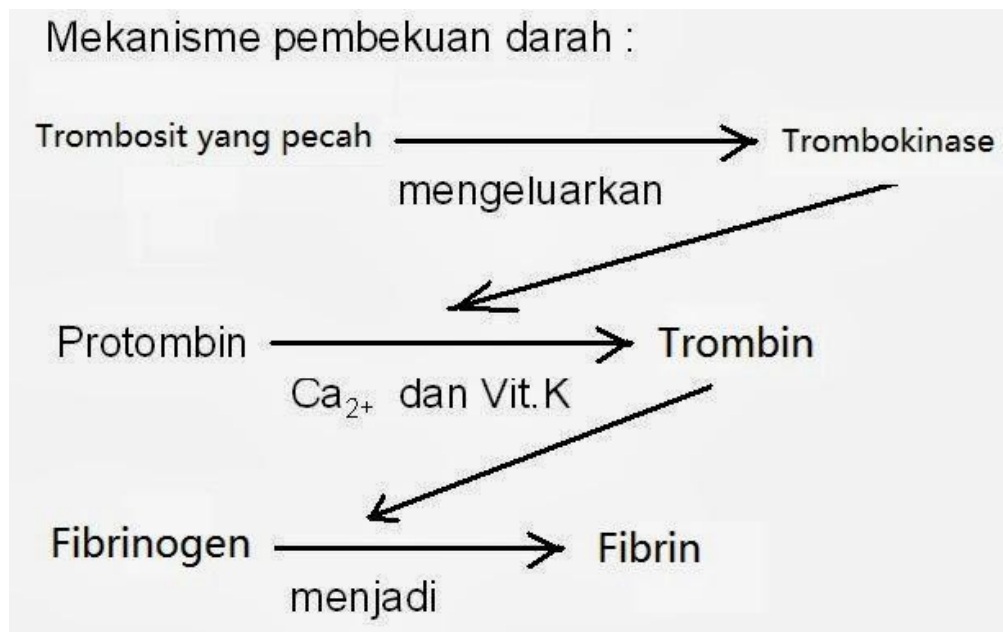 Mekanisme pembekuan darah :
Trombosit yang pecah
Trombokinase
mengeluarkan
Protombin
Trombin
Ca₂₊ dan Vit.K
Fibrinogen
Fibrin
menjadi